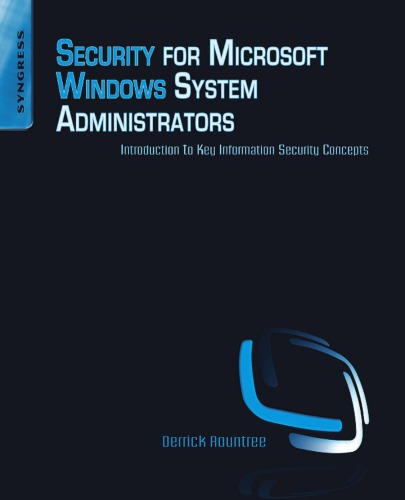 SYNGRESS
SECURITY FOR MICROSOFT
WINDOWS SYSTEM
ADMINISTRATORS
Introduction to Key Information Security Concepts
Derrick Rountree